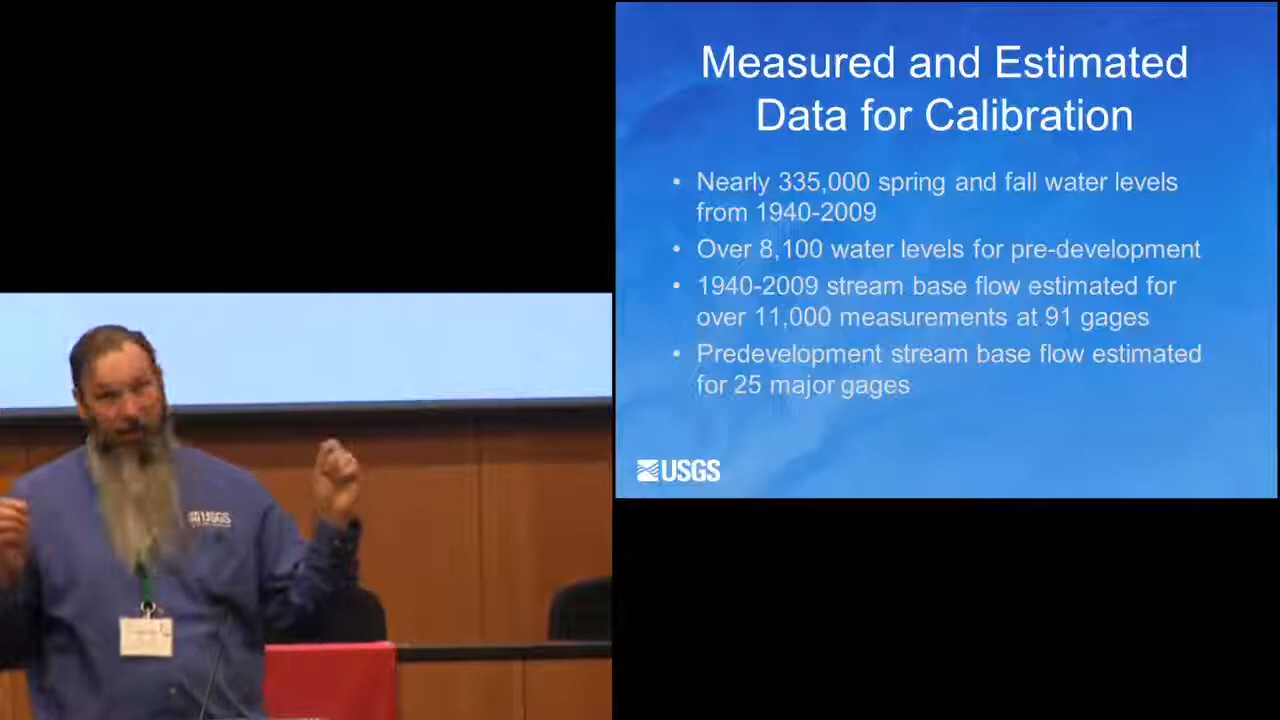 Measured and Estimated
Data for Calibration
• Nearly 335,000 spring and fall water levels
from 1940-2009
• Over 8,100 water levels for pre-development
• 1940-2009 stream base flow estimated for
over 11,000 measurements at 91 gages
• Predevelopment stream base flow estimated
for 25 major gages
USGS
USGS